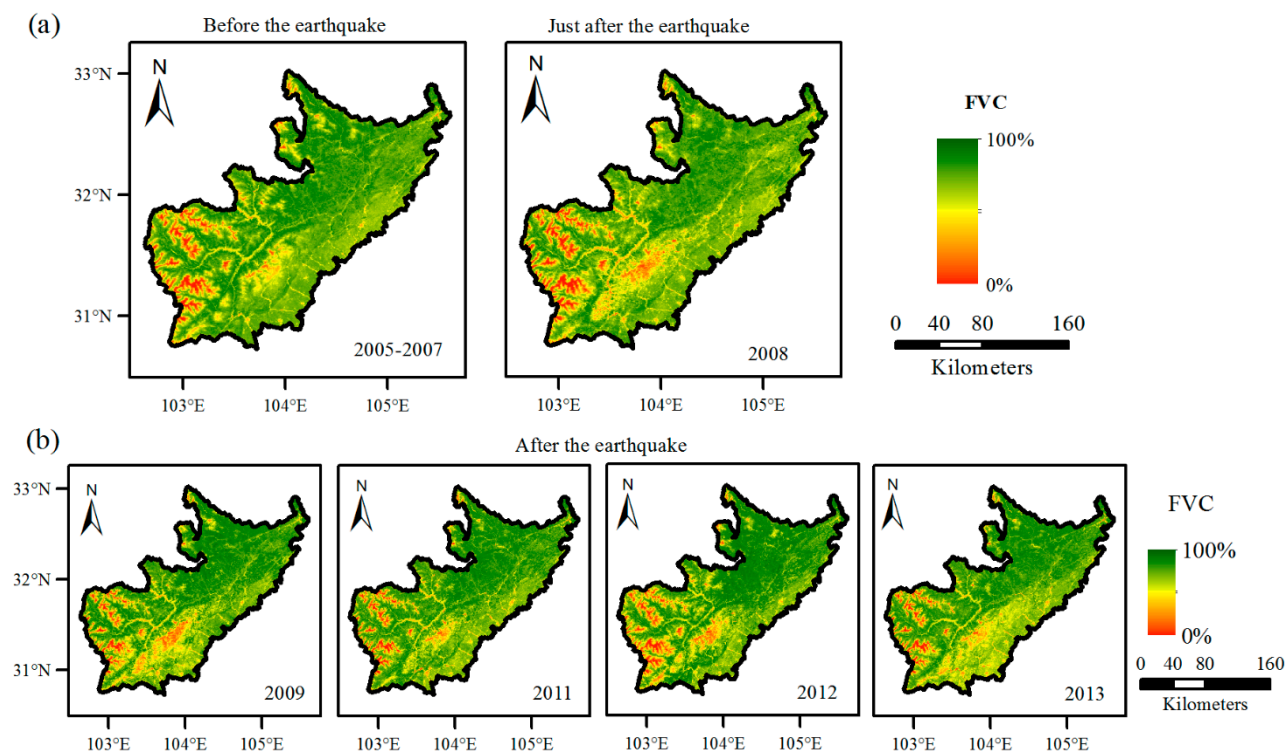 (a)
Before the earthquake
Just after the earthquake
N
N
33°N
32°N
31°N
2005-2007
2008
103°E
104°E
105°E
103°E
104°E
105°E
FVC
100%
0%
0 40 80 160
Kilometers
(b)
After the earthquake
N
N
N
N
33°N
32°N
31°N
2009
2011
2012
2013
103°E
104°E
105°E
103°E
104°E
105°E
103°E
104°E
105°E
103°E
104°E
105°E
FVC
100%
0%
0 40 80 160
Kilometers